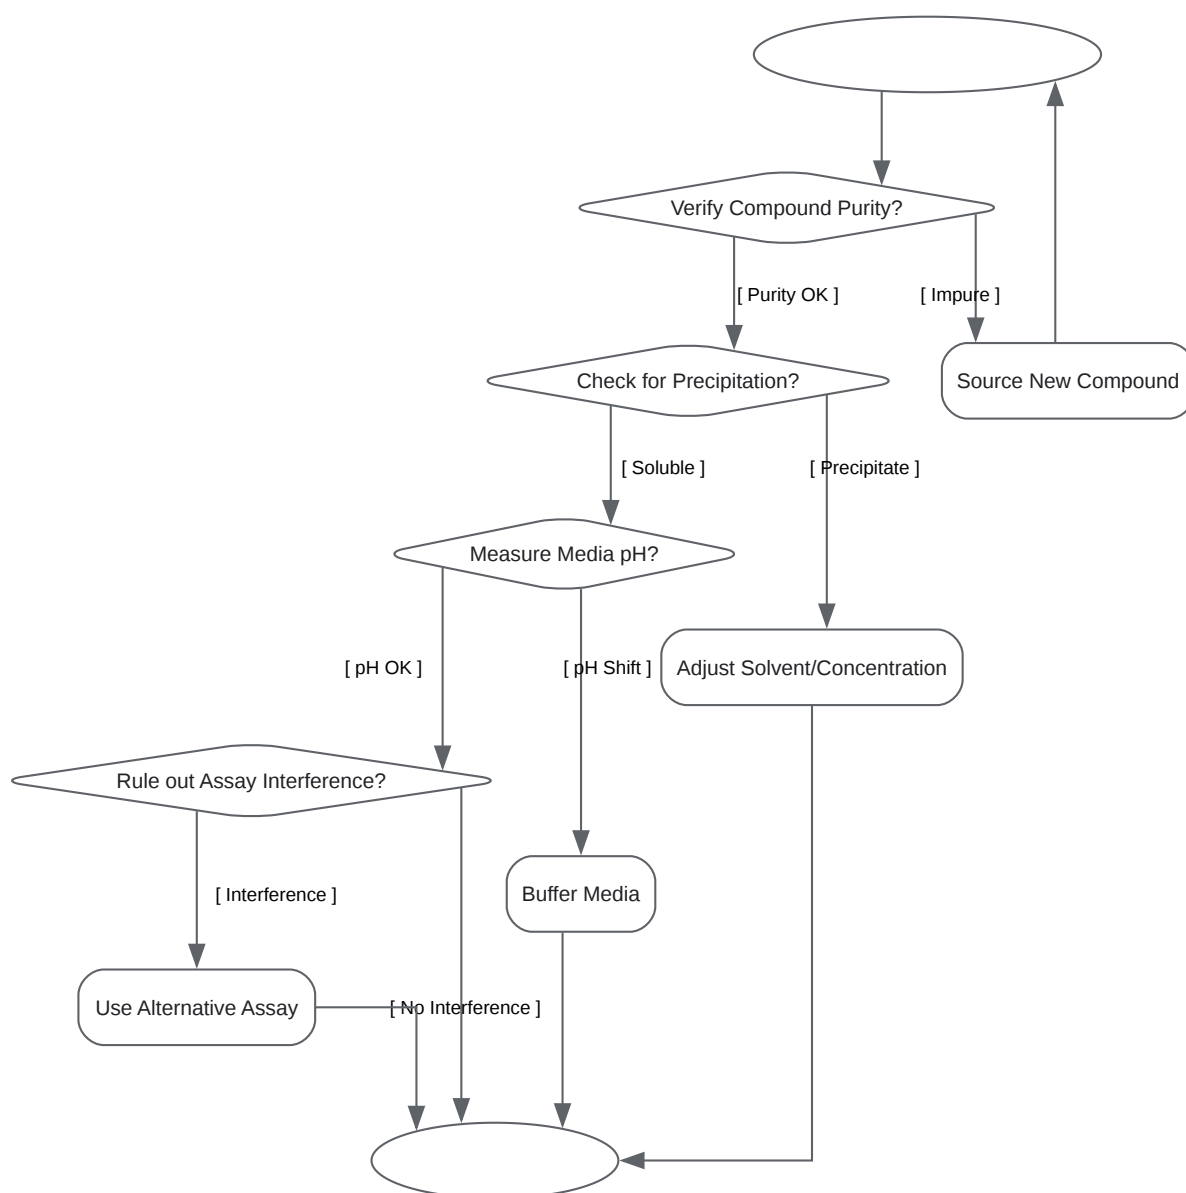 Verify Compound Purity?
[ Purity OK ]
[ Impure ]
Check for Precipitation?
Source New Compound
[ Soluble ]
[ Precipitate ]
Measure Media pH?
[ pH OK ]
[ pH Shift ]
Adjust Solvent/Concentration
Rule out Assay Interference?
[ Interference ]
Buffer Media
Use Alternative Assay
[ No Interference ]